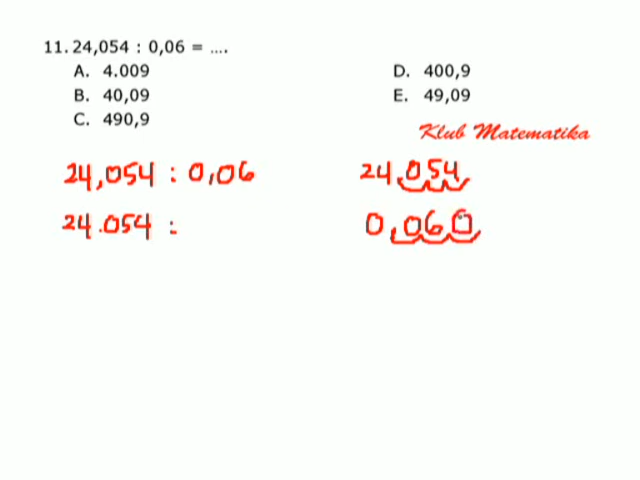 11. 24,054 : 0,06 = ....
A. 4.009
B. 40,09
C. 490,9
D. 400,9
E. 49,09
Klub Matematika
24,054 : 0,06
24.054 :
24,054
0,060